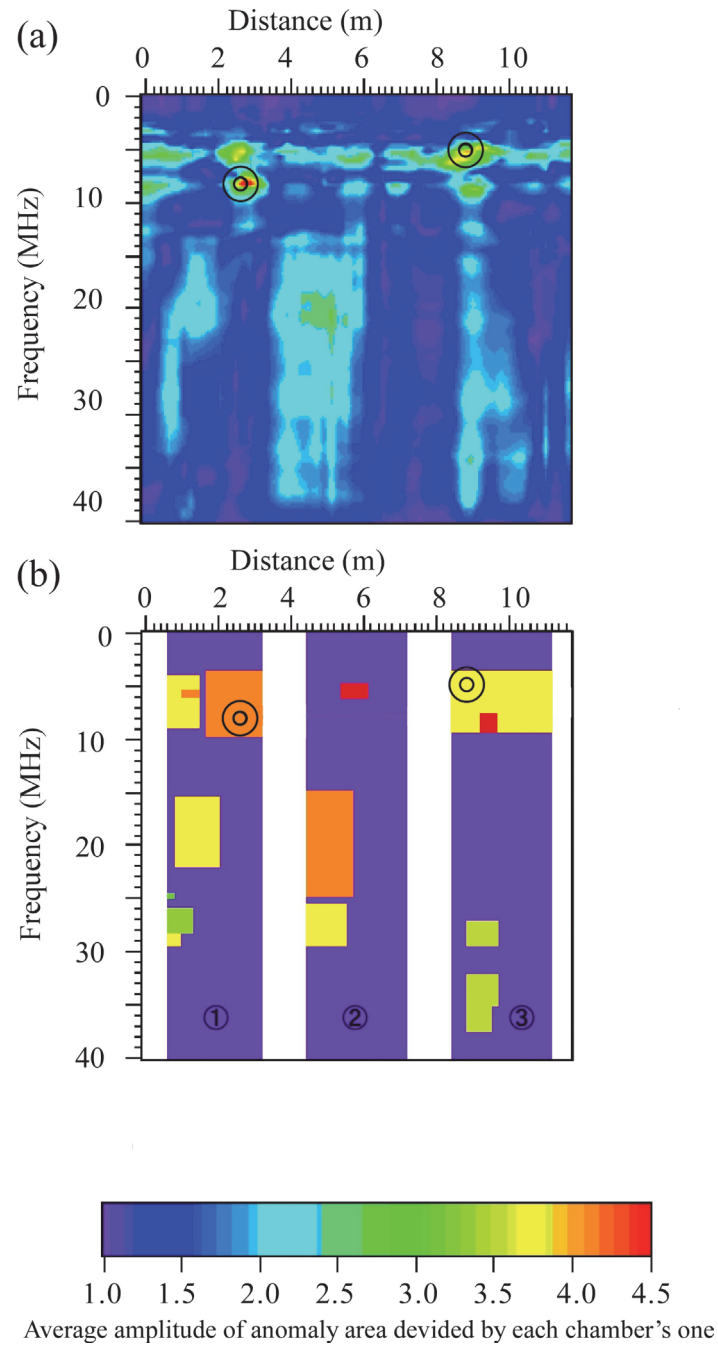 (a)
Distance (m)
0 2 4 6 8 10
0
10
20
30
40
Frequency (MHz)
(b)
Distance (m)
0 2 4 6 8 10
0
10
20
30
40
Frequency (MHz)
① ② ③
1.0 1.5 2.0 2.5 3.0 3.5 4.0 4.5
Average amplitude of anomaly area devided by each chamber's one